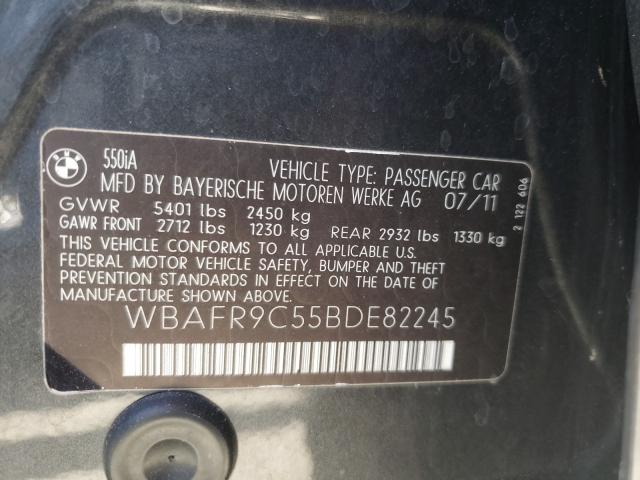 BMW
550iA
VEHICLE TYPE: PASSENGER CAR
MFD BY BAYERISCHE MOTOREN WERKE AG 07/11
GVWR 5401 lbs 2450 kg
GAWR FRONT 2712 lbs 1230 kg REAR 2932 lbs 1330 kg
THIS VEHICLE CONFORMS TO ALL APPLICABLE U.S.
FEDERAL MOTOR VEHICLE SAFETY, BUMPER AND THEFT
PREVENTION STANDARDS IN EFFECT ON THE DATE OF
MANUFACTURE SHOWN ABOVE.
WBAFR9C55BDE82245
2 122 606